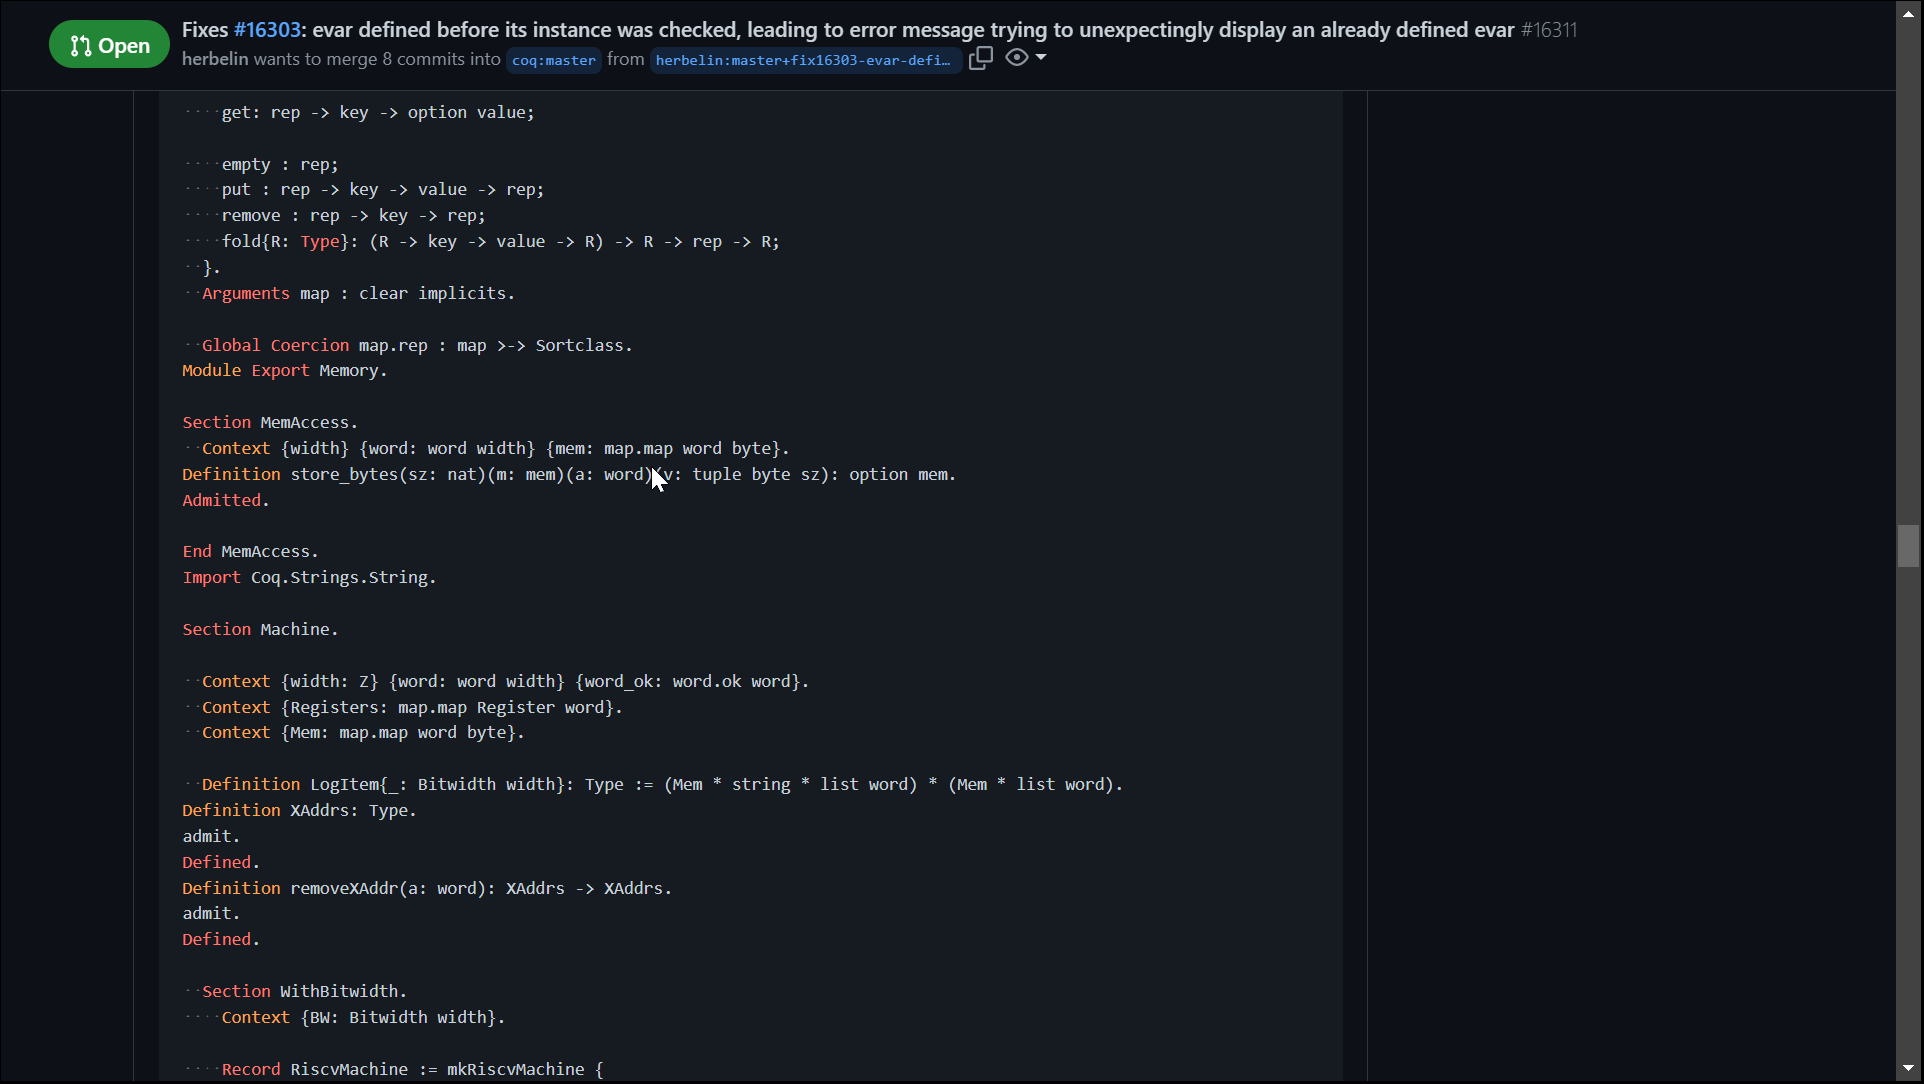 Open
Fixes #16303: evar defined before its instance was checked, leading to error message trying to unexpectingly display an already defined evar #16311
herbelin wants to merge 8 commits into coq:master from herbelin:master+fix16303-evar-defi…
····get: rep -> key -> option value;
····empty : rep;
····put : rep -> key -> value -> rep;
····remove : rep -> key -> rep;
····fold{R: Type}: (R -> key -> value -> R) -> R -> rep -> R;
··}.
··Arguments map : clear implicits.
··Global Coercion map.rep : map >-> Sortclass.
Module Export Memory.
Section MemAccess.
··Context {width} {word: word width} {mem: map.map word byte}.
Definition store_bytes(sz: nat)(m: mem)(a: word)(v: tuple byte sz): option mem.
Admitted.
End MemAccess.
Import Coq.Strings.String.
Section Machine.
··Context {width: Z} {word: word width} {word_ok: word.ok word}.
··Context {Registers: map.map Register word}.
··Context {Mem: map.map word byte}.
··Definition LogItem{_: Bitwidth width}: Type := (Mem * string * list word) * (Mem * list word).
Definition XAddrs: Type.
admit.
Defined.
Definition removeXAddr(a: word): XAddrs -> XAddrs.
admit.
Defined.
··Section WithBitwidth.
····Context {BW: Bitwidth width}.
····Record RiscvMachine := mkRiscvMachine {